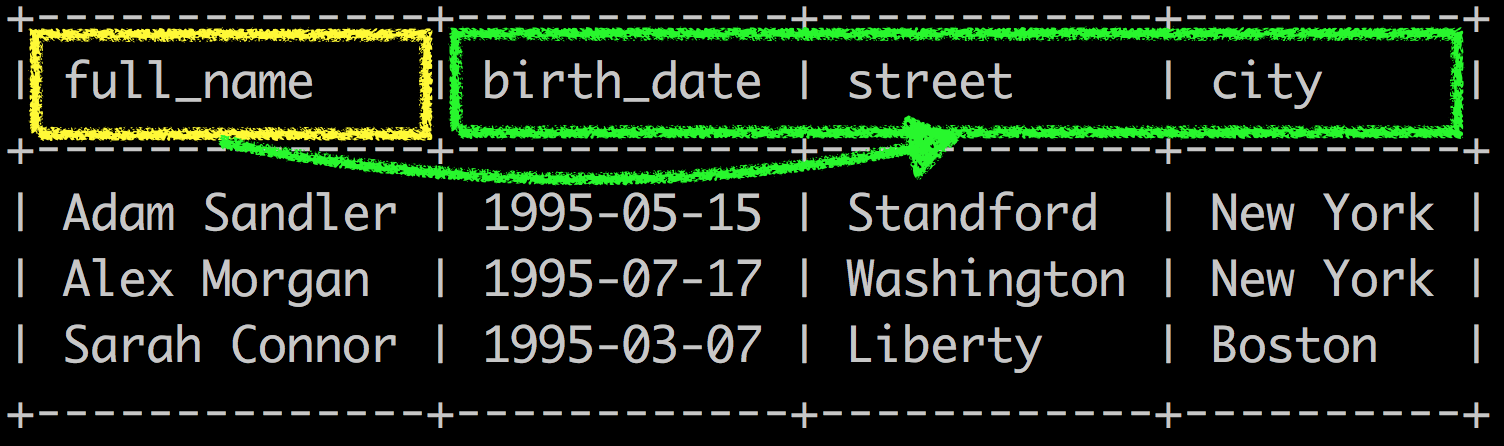 +--------------+------------+------------+----------+
| full_name | birth_date | street | city |
+--------------+------------+------------+----------+
| Adam Sandler | 1995-05-15 | Standford | New York |
| Alex Morgan | 1995-07-17 | Washington | New York |
| Sarah Connor | 1995-03-07 | Liberty | Boston |
+--------------+------------+------------+----------+